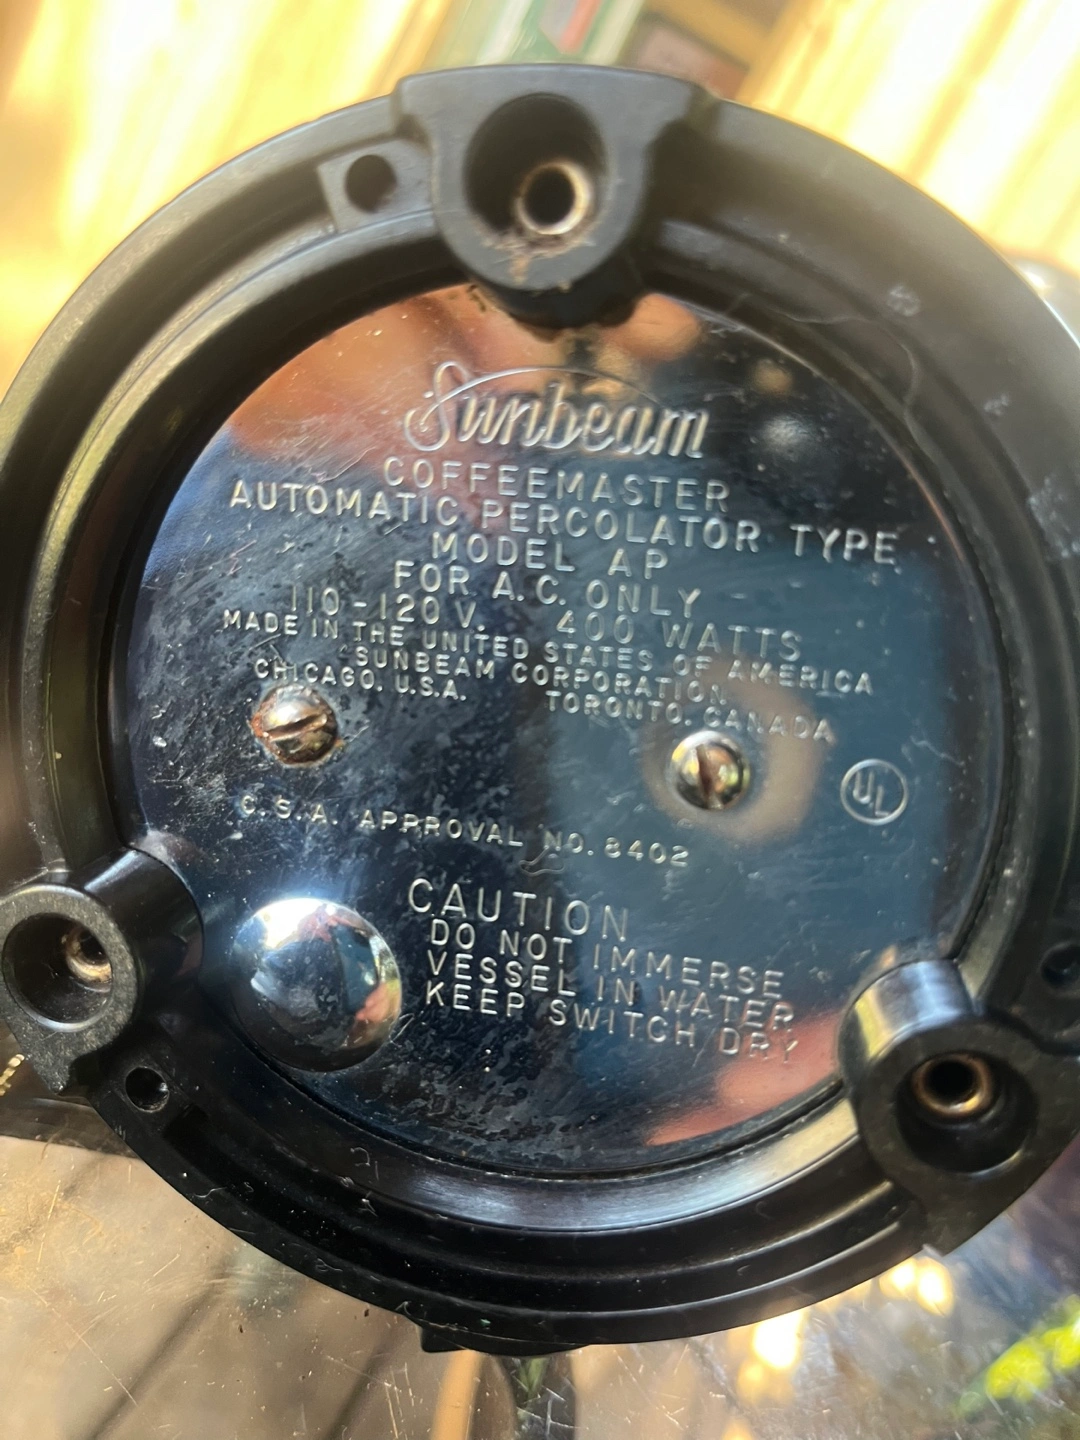 Sunbeam
COFFEEMASTER
AUTOMATIC PERCOLATOR TYPE
MODEL AP
FOR A.C. ONLY
110-120 V. 400 WATTS
MADE IN THE UNITED STATES OF AMERICA
SUNBEAM CORPORATION
CHICAGO, U.S.A. TORONTO, CANADA
UL
C.S.A. APPROVAL NO. 8402
CAUTION
DO NOT IMMERSE
VESSEL IN WATER
KEEP SWITCH DRY